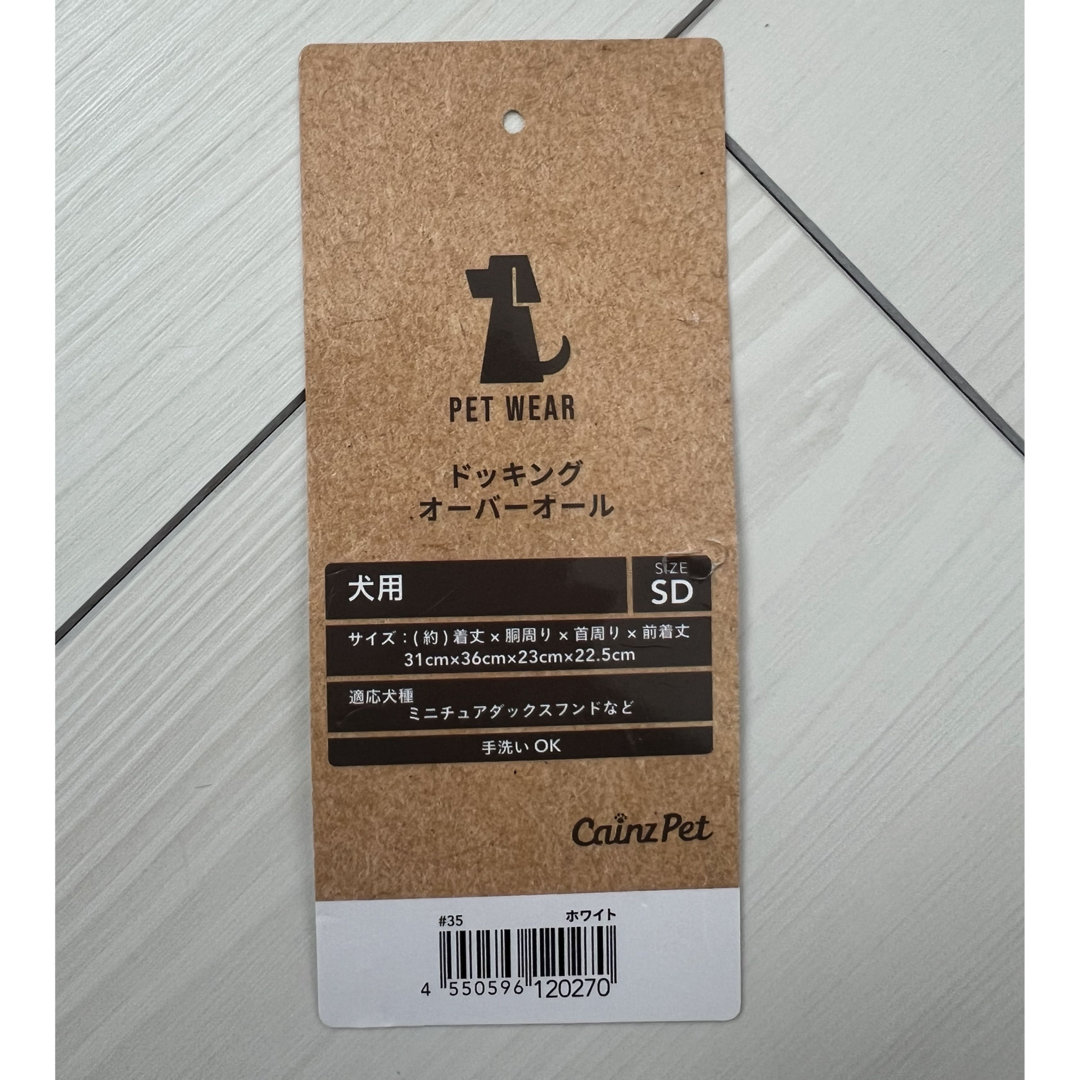 PET WEAR
ドッキング
オーバーオール
犬用
SIZE
SD
サイズ：(約)着丈×胴周り×首周り×前着丈
31cm×36cm×23cm×22.5cm
適応犬種
ミニチュアダックスフンドなど
手洗いOK
Cainz Pet
#35 ホワイト
4 550596 120270